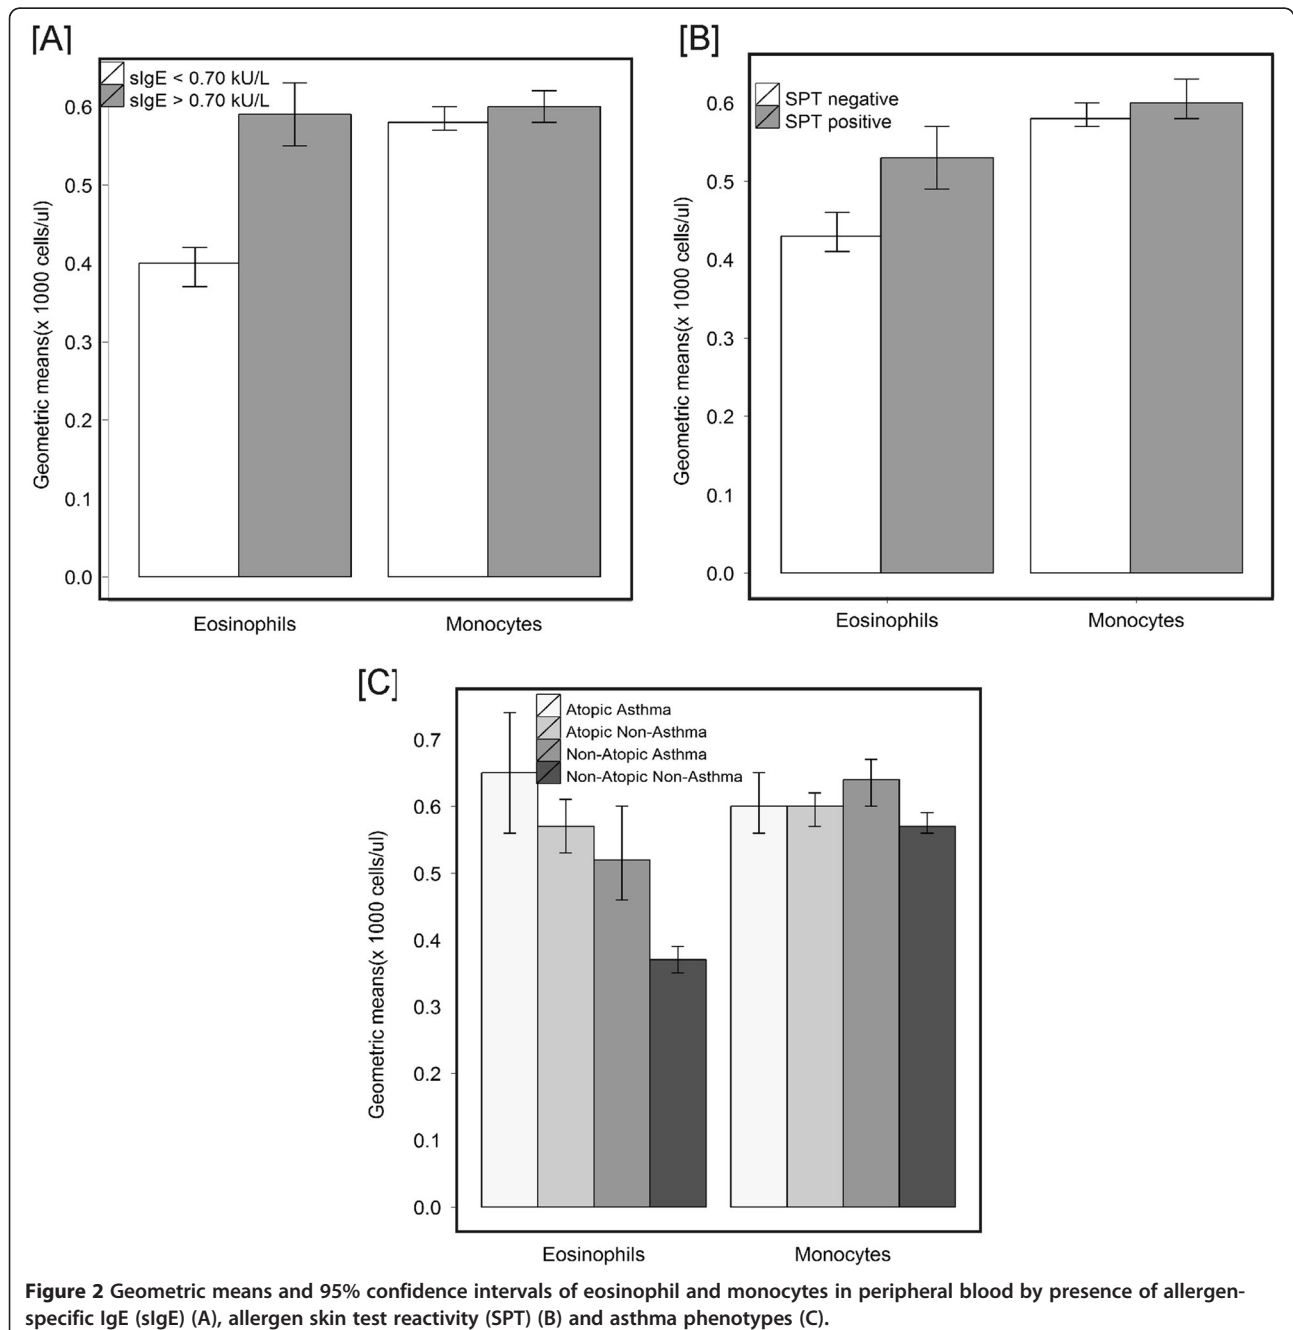 [A]
sIgE < 0.70 kU/L
sIgE > 0.70 kU/L
Geometric means(x 1000 cells/ul)
0.6
0.5
0.4
0.3
0.2
0.1
0.0
Eosinophils Monocytes
[B]
SPT negative
SPT positive
Geometric means(x 1000 cells/ul)
0.6
0.5
0.4
0.3
0.2
0.1
0.0
Eosinophils Monocytes
[C]
Atopic Asthma
Atopic Non-Asthma
Non-Atopic Asthma
Non-Atopic Non-Asthma
Geometric means(x 1000 cells/ul)
0.7
0.6
0.5
0.4
0.3
0.2
0.1
0.0
Eosinophils Monocytes
Figure 2 Geometric means and 95% confidence intervals of eosinophil and monocytes in peripheral blood by presence of allergen-
specific IgE (sIgE) (A), allergen skin test reactivity (SPT) (B) and asthma phenotypes (C).